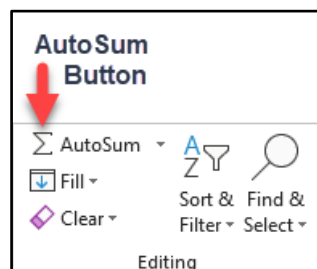 AutoSum
Button
∑ AutoSum
Fill
Clear
A
Z
Sort &
Filter
Find &
Select
Editing